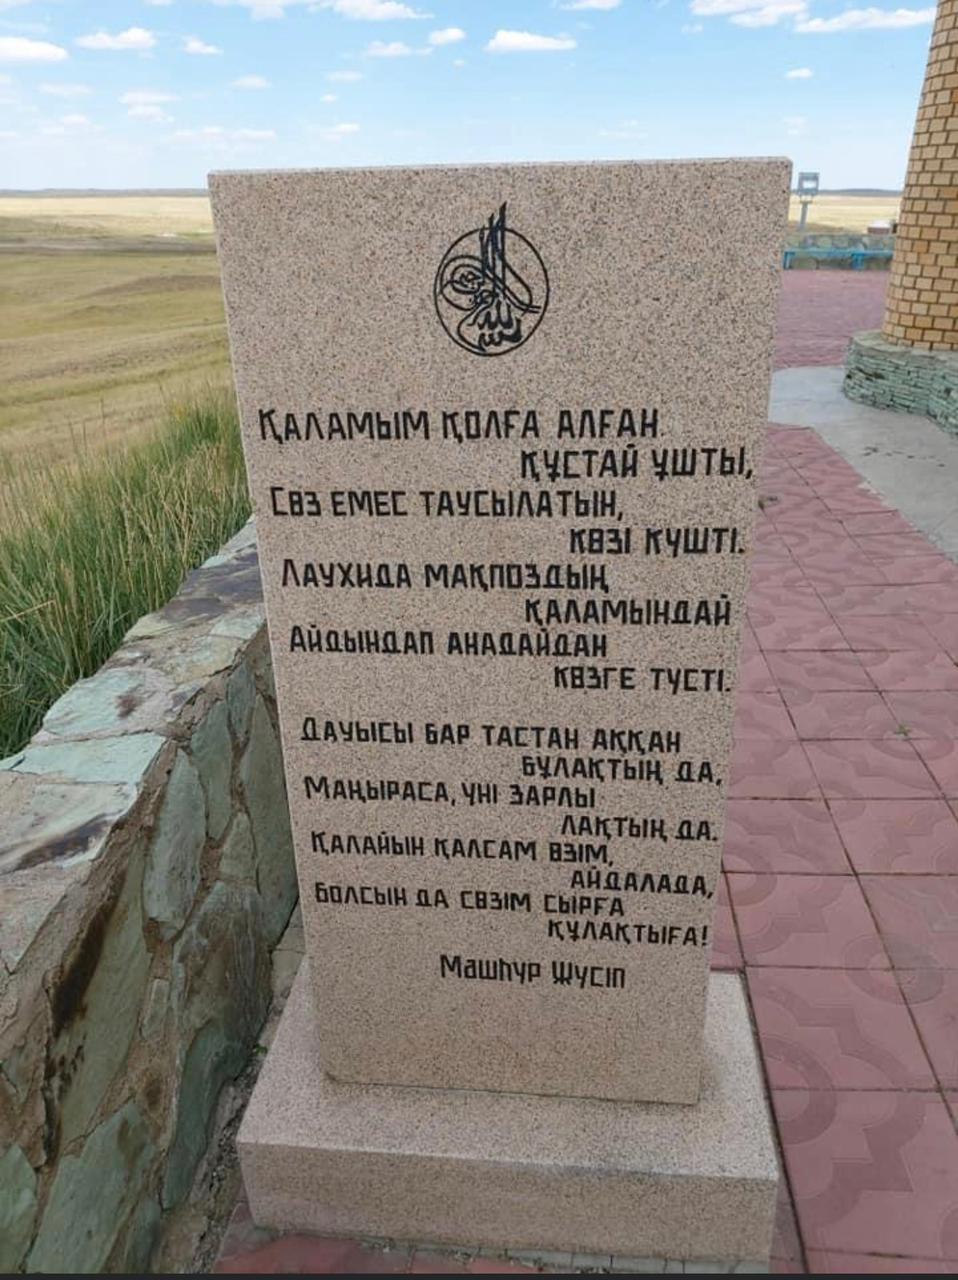 بسم الله
ҚАЛАМЫМ ҚОЛҒА АЛҒАН
ҚҰСТАЙ ҰШТЫ,
СӨЗ ЕМЕС ТАУСЫЛАТЫН,
КӨЗІ КҮШТІ.
ЛАУХИДА МАҚПОЗДЫҢ
ҚАЛАМЫНДАЙ
АЙДЫНДАП АНАДАЙДАН
КӨЗГЕ ТҮСТІ.
ДАУЫСЫ БАР ТАСТАН АҚҚАН
БҰЛАҚТЫҢ ДА,
МАҢЫРАСА, ҮНІ ЗАРЛЫ
ЛАҚТЫҢ ДА.
ҚАЛАЙЫН ҚАЛСАМ ӨЗІМ,
АЙДАЛАДА,
БОЛСЫН ДА СӨЗІМ СЫРҒА
ҚҰЛАҚТЫҒА!
Машһүр Жүсіп